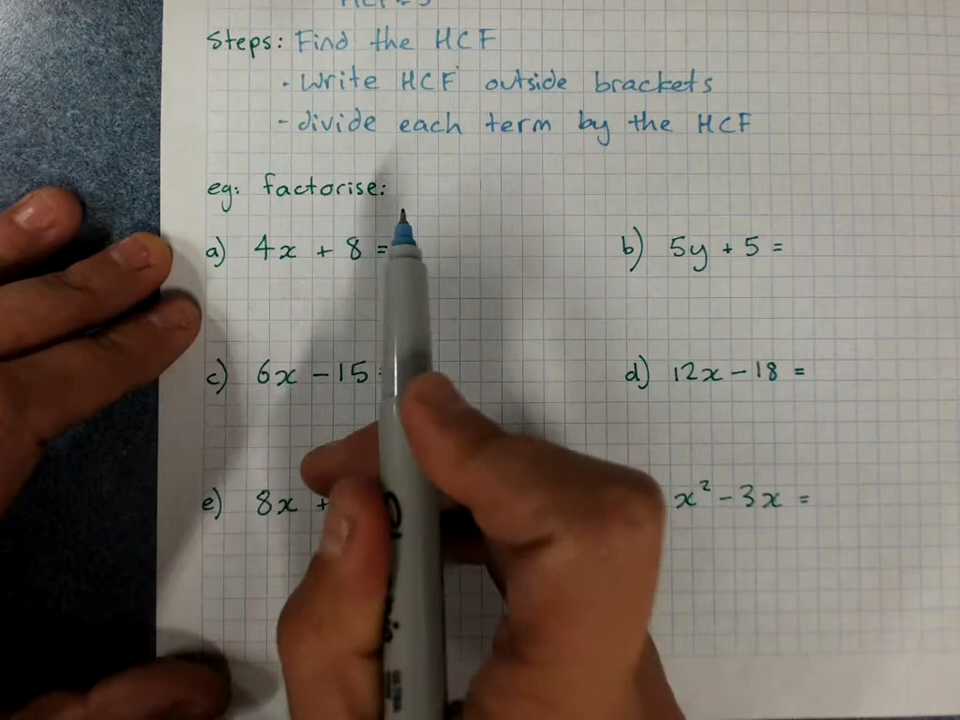 Steps: Find the HCF
. Write HCF outside brackets
- divide each term by the HCF
eg: factorise:
a) 4x + 8 =
b) 5y + 5 =
c) 6x - 15
d) 12x - 18 =
e) 8x +
x² - 3x =